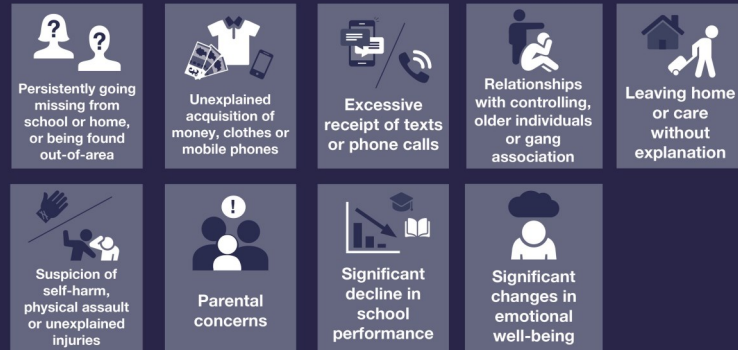 Persistently going
missing from
school or home,
or being found
out-of-area
Unexplained
acquisition of
money, clothes or
mobile phones
Excessive
receipt of texts
or phone calls
Relationships
with controlling,
older individuals
or gang
association
Leaving home
or care
without
explanation
Suspicion of
self-harm,
physical assault
or unexplained
injuries
Parental
concerns
Significant
decline in
school
performance
Significant
changes in
emotional
well-being